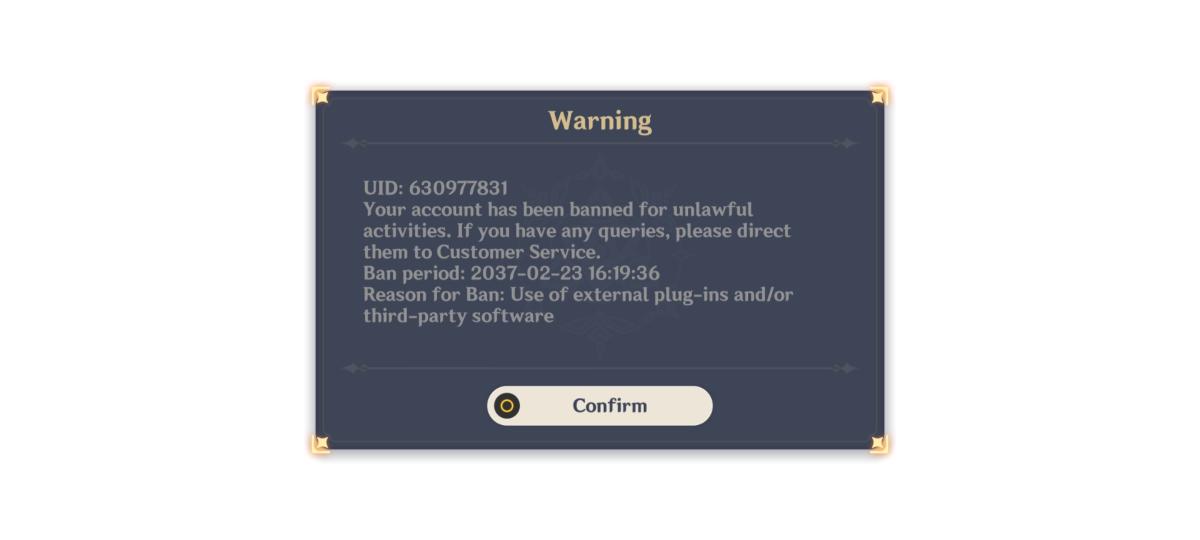 Warning
UID: 630977831
Your account has been banned for unlawful
activities. If you have any queries, please direct
them to Customer Service.
Ban period: 2037-02-23 16:19:36
Reason for Ban: Use of external plug-ins and/or
third-party software
Confirm